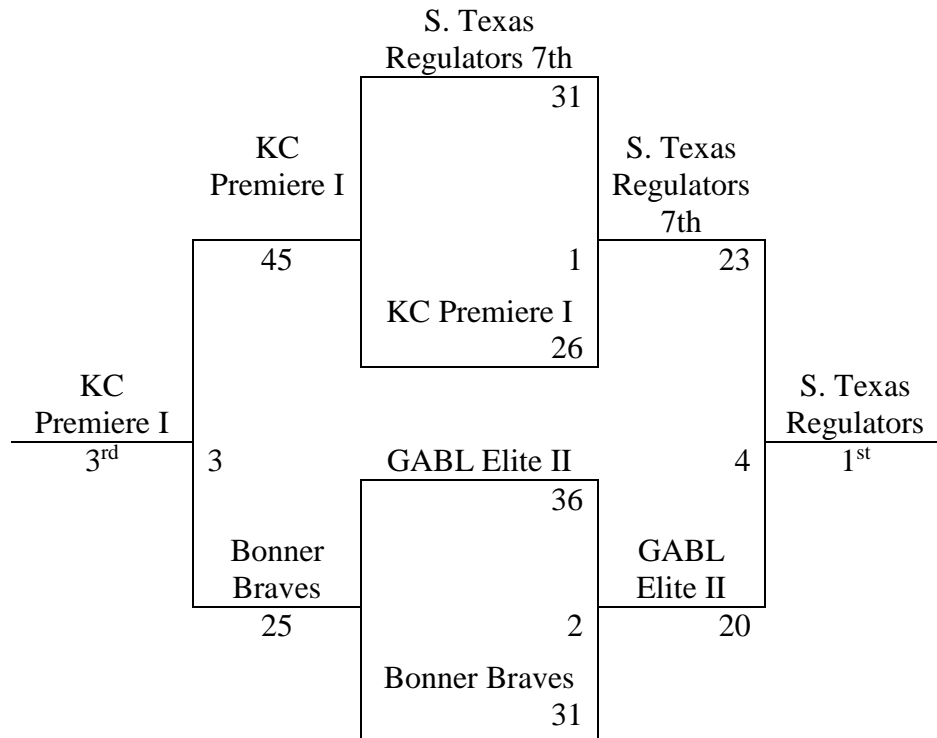 S. Texas
Regulators 7th
31
KC
Premiere I
S. Texas
Regulators
7th
45
1
23
KC Premiere I
26
KC
Premiere I
S. Texas
Regulators
3rd
3
GABL Elite II
4
1st
36
Bonner
Braves
GABL
Elite II
25
2
20
Bonner Braves
31